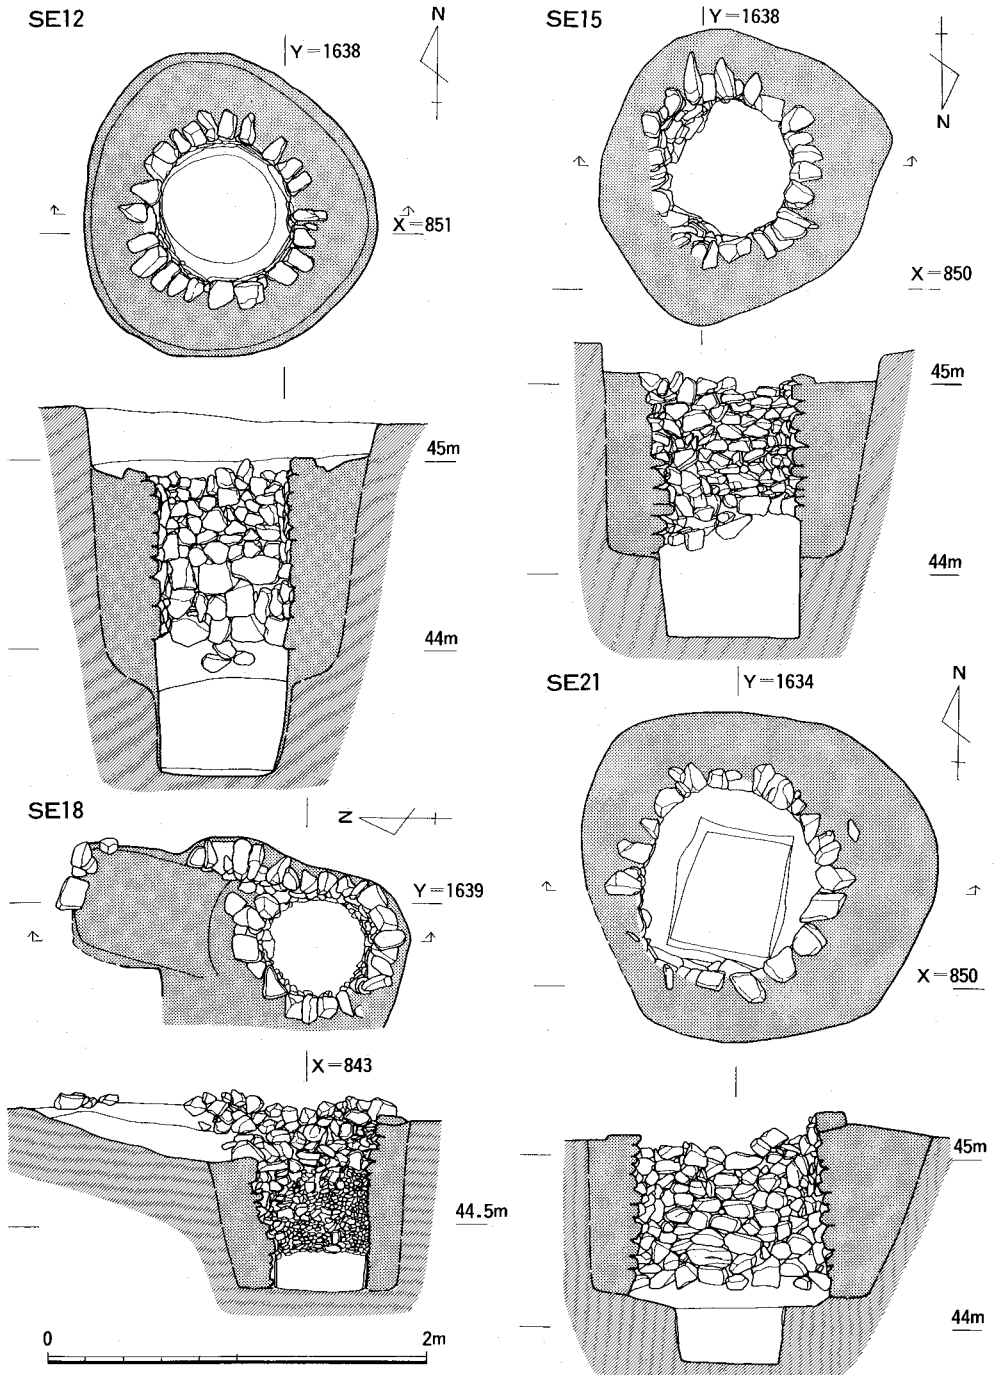 SE12
Y=1638
N
X=851
45m
44m
SE15
Y=1638
N
X=850
45m
44m
SE18
N
Y=1639
X=843
44.5m
0 2m
SE21
Y=1634
N
X=850
45m
44m